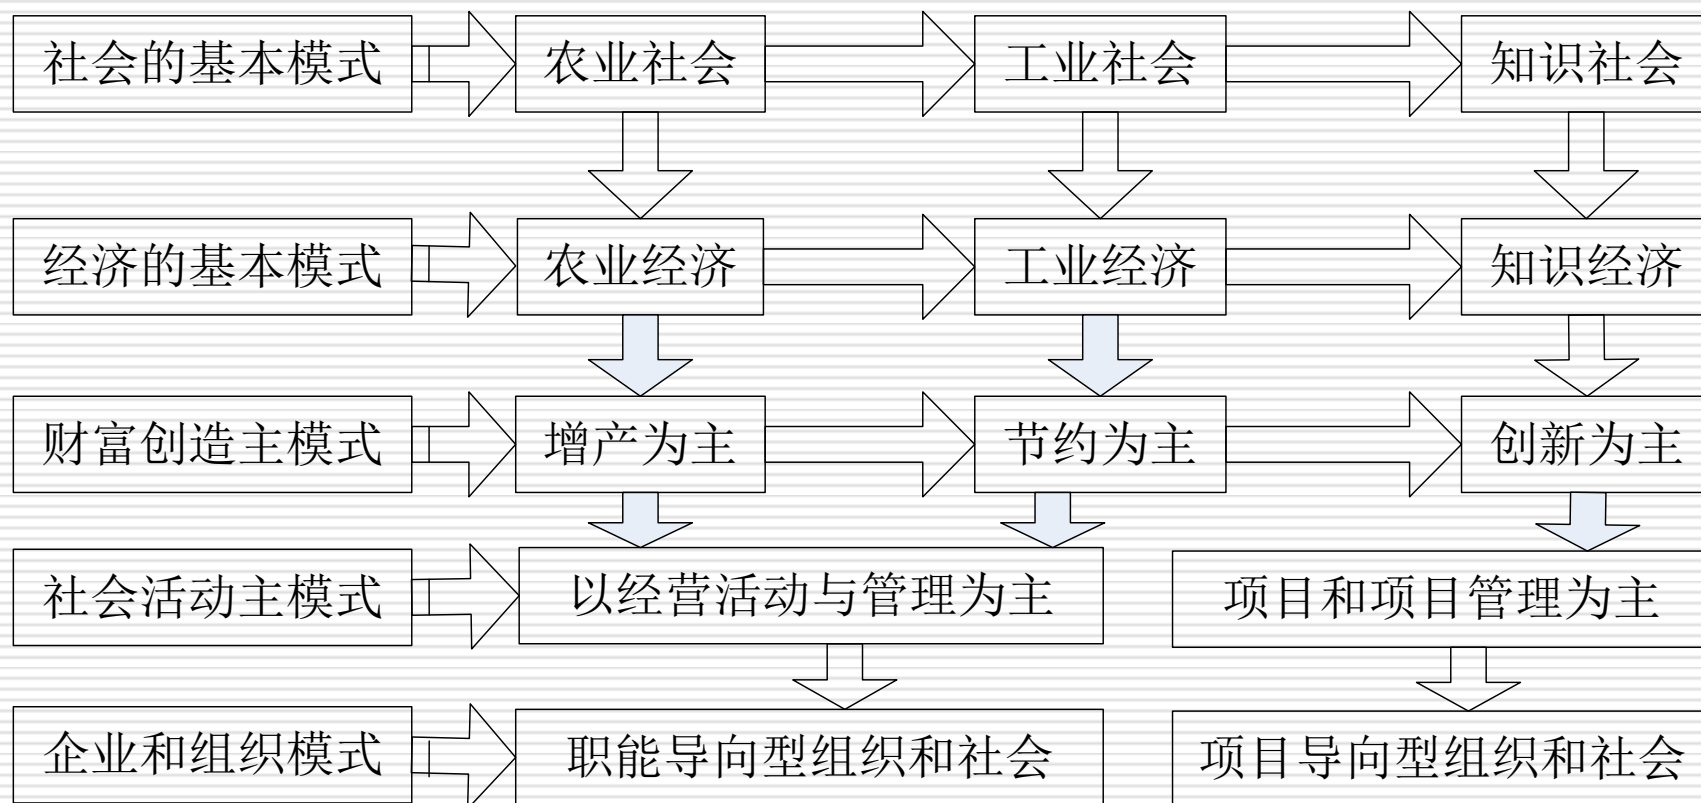 社会的基本模式 农业社会 工业社会 知识社会
经济的基本模式 农业经济 工业经济 知识经济
财富创造主模式 增产为主 节约为主 创新为主
社会活动主模式 以经营活动与管理为主 项目和项目管理为主
企业和组织模式 职能导向型组织和社会 项目导向型组织和社会